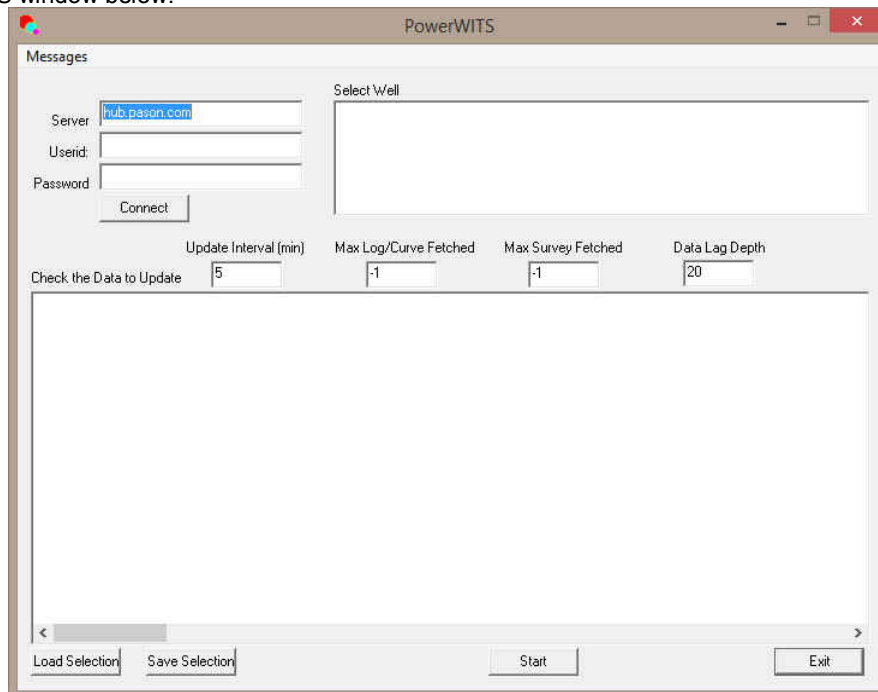 window below.
PowerWITS
Messages
Select Well
Server hub.pason.com
Userid:
Password
Connect
Update Interval (min) Max Log/Curve Fetched Max Survey Fetched Data Lag Depth
Check the Data to Update 5 -1 -1 20
Load Selection Save Selection Start Exit